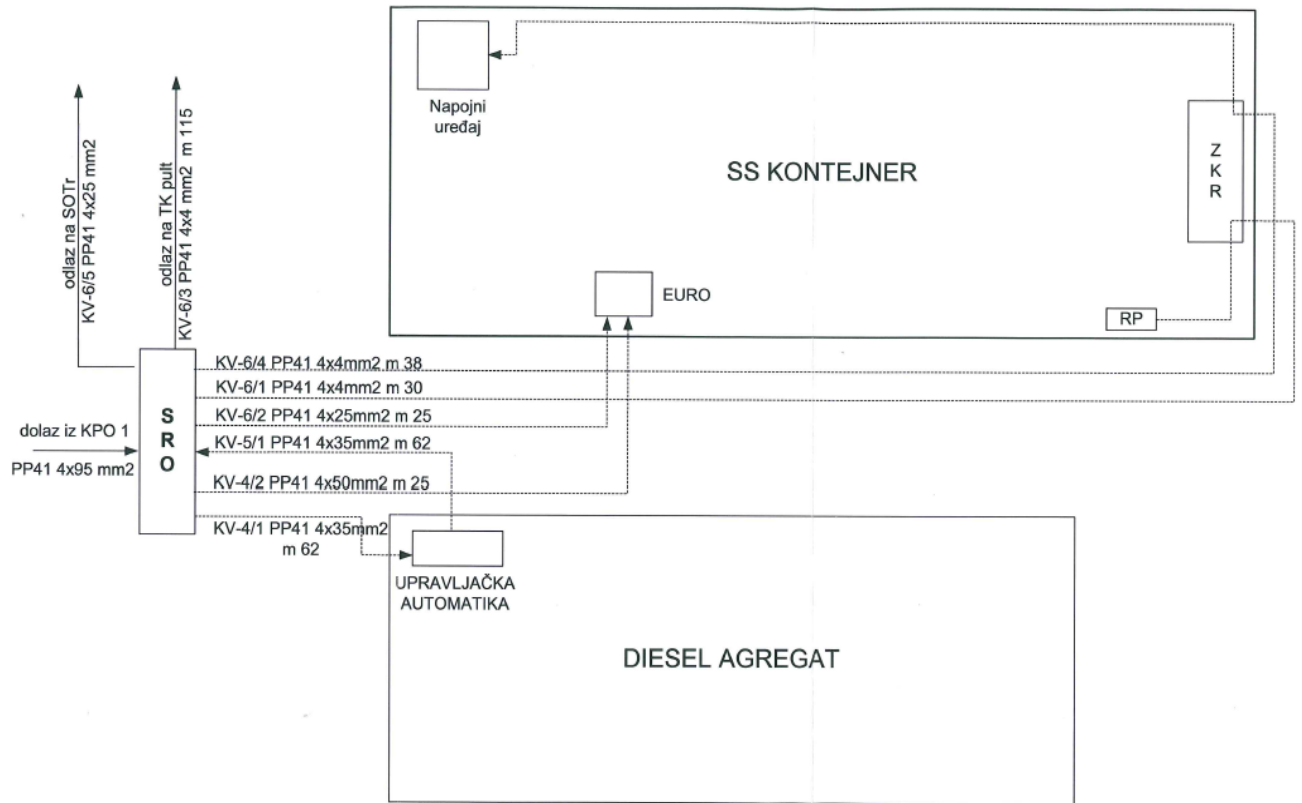 Napojni
uređaj
SS KONTEJNER
Z
K
R
EURO
RP
odlaz na SOTr
KV-6/5 PP41 4x25 mm2
odlaz na TK pult
KV-6/3 PP41 4x4 mm2 m 115
S
R
O
dolaz iz KPO 1
PP41 4x95 mm2
KV-6/4 PP41 4x4mm2 m 38
KV-6/1 PP41 4x4mm2 m 30
KV-6/2 PP41 4x25mm2 m 25
KV-5/1 PP41 4x35mm2 m 62
KV-4/2 PP41 4x50mm2 m 25
KV-4/1 PP41 4x35mm2
m 62
UPRAVLJAČKA
AUTOMATIKA
DIESEL AGREGAT